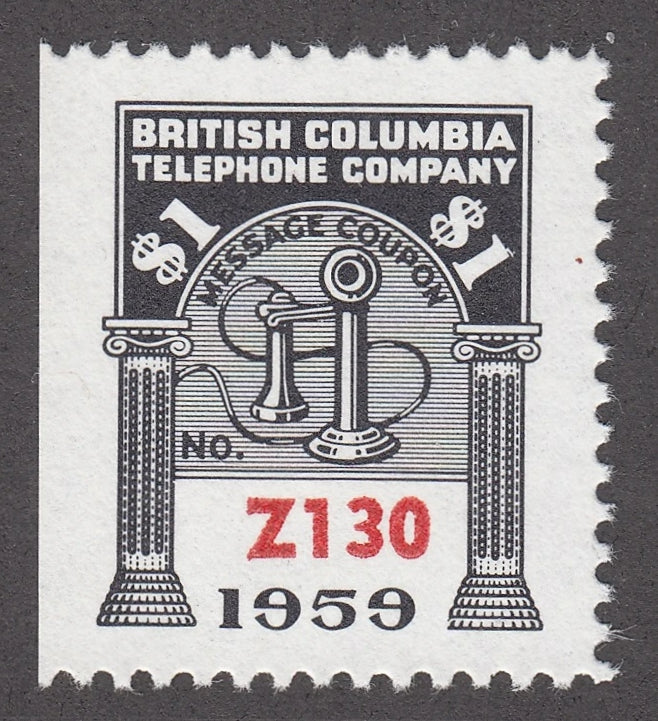 BRITISH COLUMBIA
TELEPHONE COMPANY
$1 $1
MESSAGE COUPON
NO.
Z130
1959